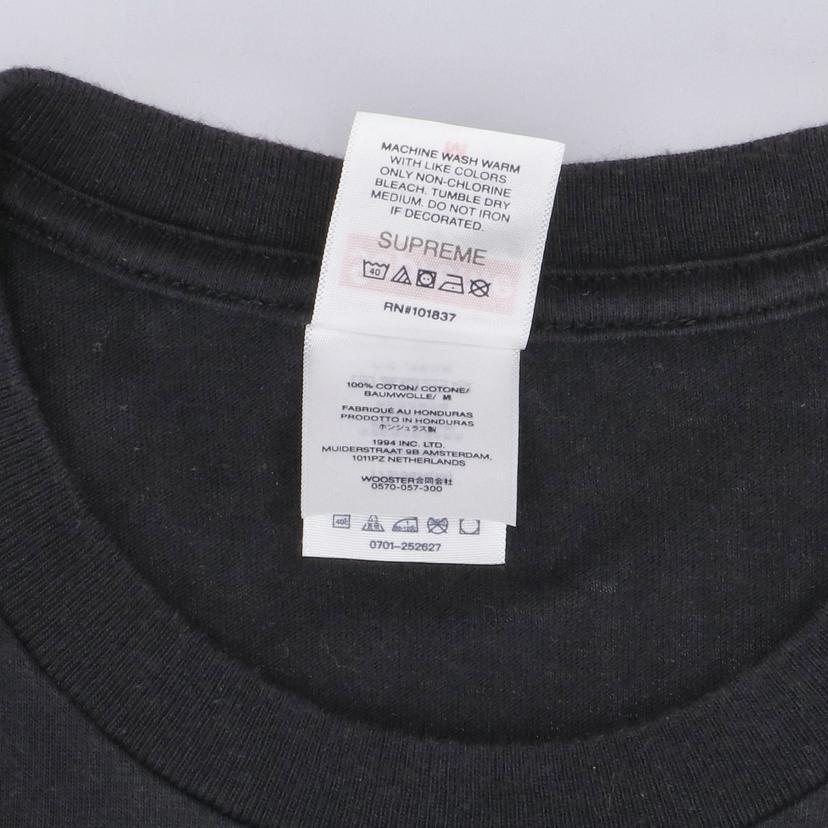 MACHINE WASH WARM
WITH LIKE COLORS
ONLY NON-CHLORINE
BLEACH. TUMBLE DRY
MEDIUM. DO NOT IRON
IF DECORATED.
SUPREME
40
RN#101837
100% COTON/ COTONE/
BAUMWOLLE/ 綿
FABRIQUÉ AU HONDURAS
PRODOTTO IN HONDURAS
ホンジュラス製
1994 INC. LTD.
MUIDERSTRAAT 9B AMSTERDAM.
1011PZ NETHERLANDS
WOOSTER合同会社
0570-057-300
0701-252627